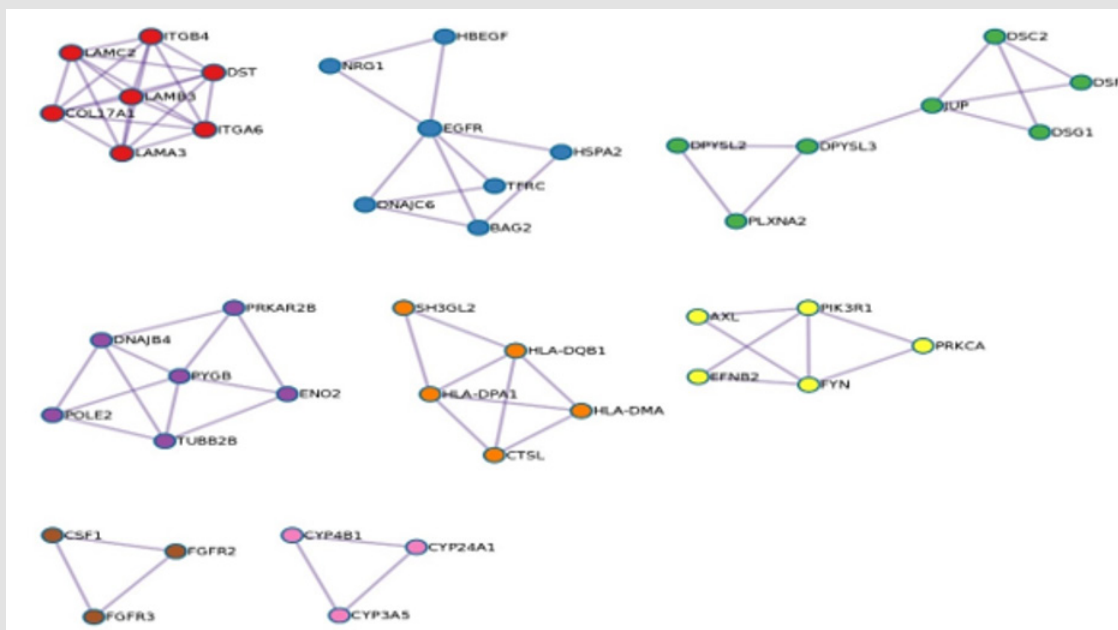 ITGB4
LAMC2
DST
LAMB3
COL17A1
ITGA6
LAMA3
HBEGF
NRG1
EGFR
HSPA2
TFRC
DNAJC6
BAG2
DSC2
JUP
DSG1
DPYSL2
DPYSL3
PLXNA2
PRKAR2B
DNAJB4
PYGB
ENO2
POLE2
TUBB2B
SH3GL2
HLA-DQB1
HLA-DPA1
HLA-DMA
CTSL
AXL
PIK3R1
PRKCA
EFNB2
FYN
CSF1
FGFR2
FGFR3
CYP4B1
CYP24A1
CYP3A5